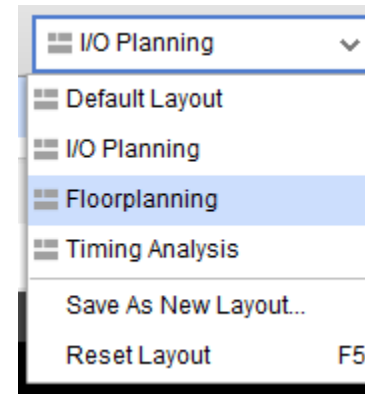 I/O Planning
Default Layout
I/O Planning
Floorplanning
Timing Analysis
Save As New Layout...
Reset Layout F5